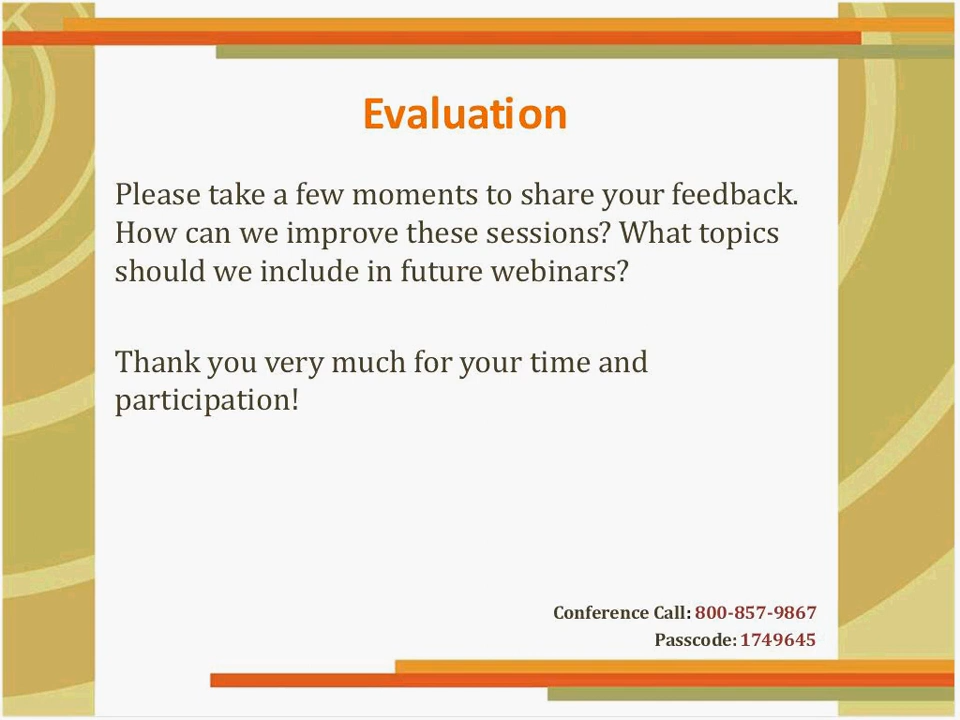 Evaluation
Please take a few moments to share your feedback.
How can we improve these sessions? What topics
should we include in future webinars?
Thank you very much for your time and
participation!
Conference Call: 800-857-9867
Passcode: 1749645